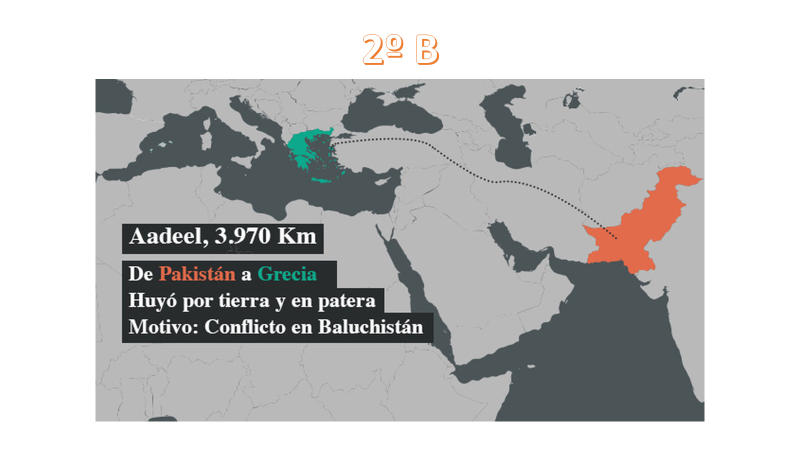 2º B
Aadeel, 3.970 Km
De Pakistán a Grecia
Huyó por tierra y en patera
Motivo: Conflicto en Baluchistán